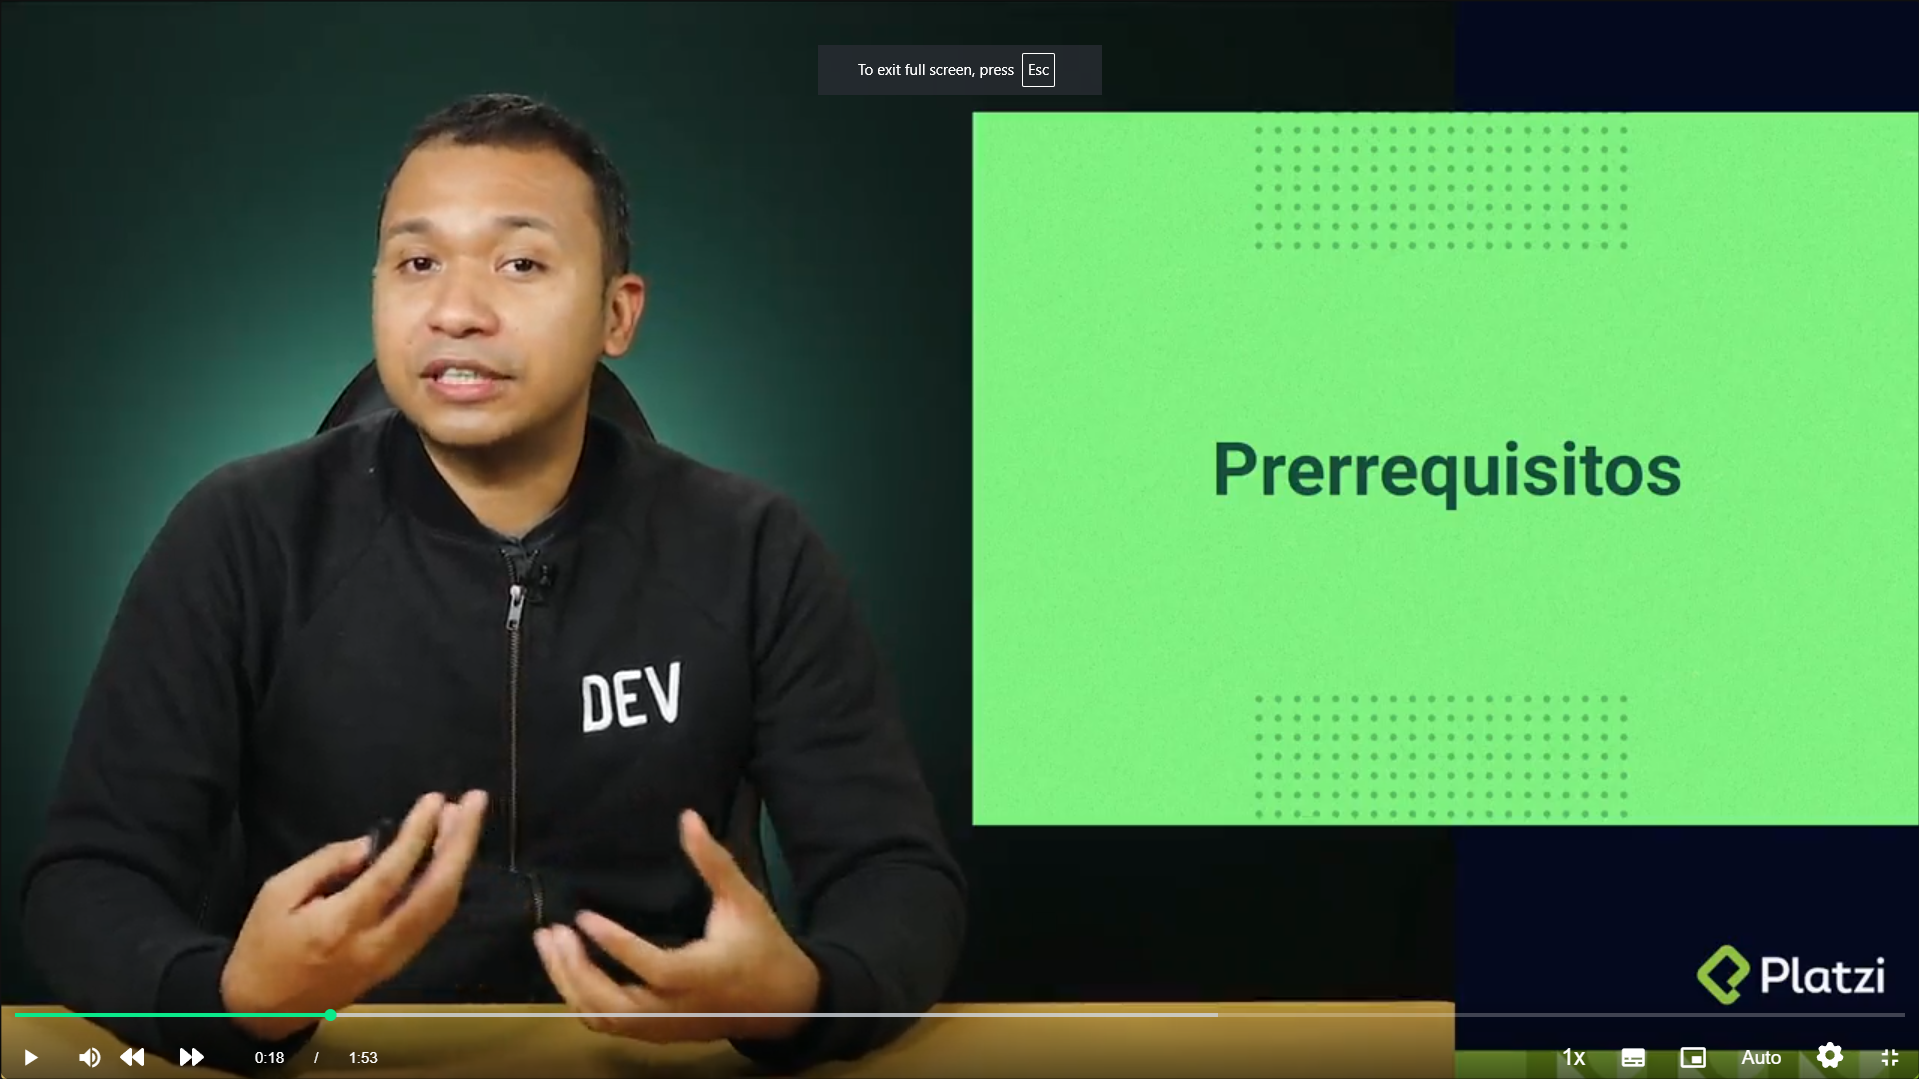 To exit full screen, press Esc
Prerrequisitos
DEV
Platzi
0:18 / 1:53
1x
Auto